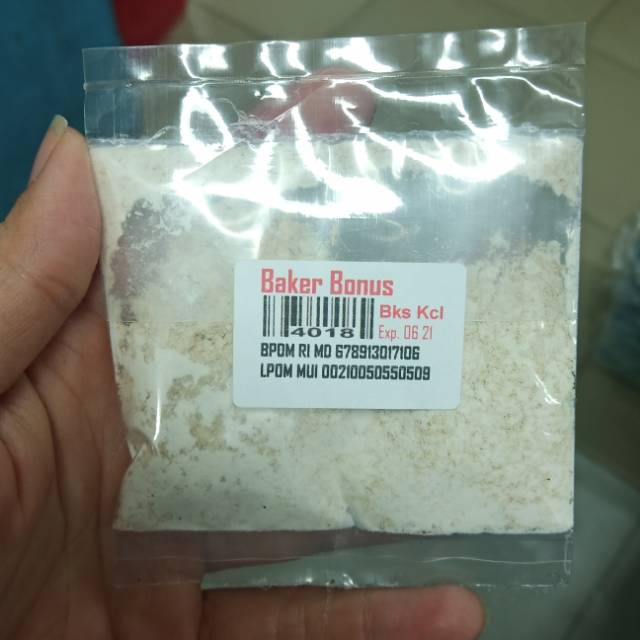 Baker Bonus
Bks Kcl
4018
Exp. 06 21
BPOM RI MD 678913017106
LPOM MUI 00210050550509